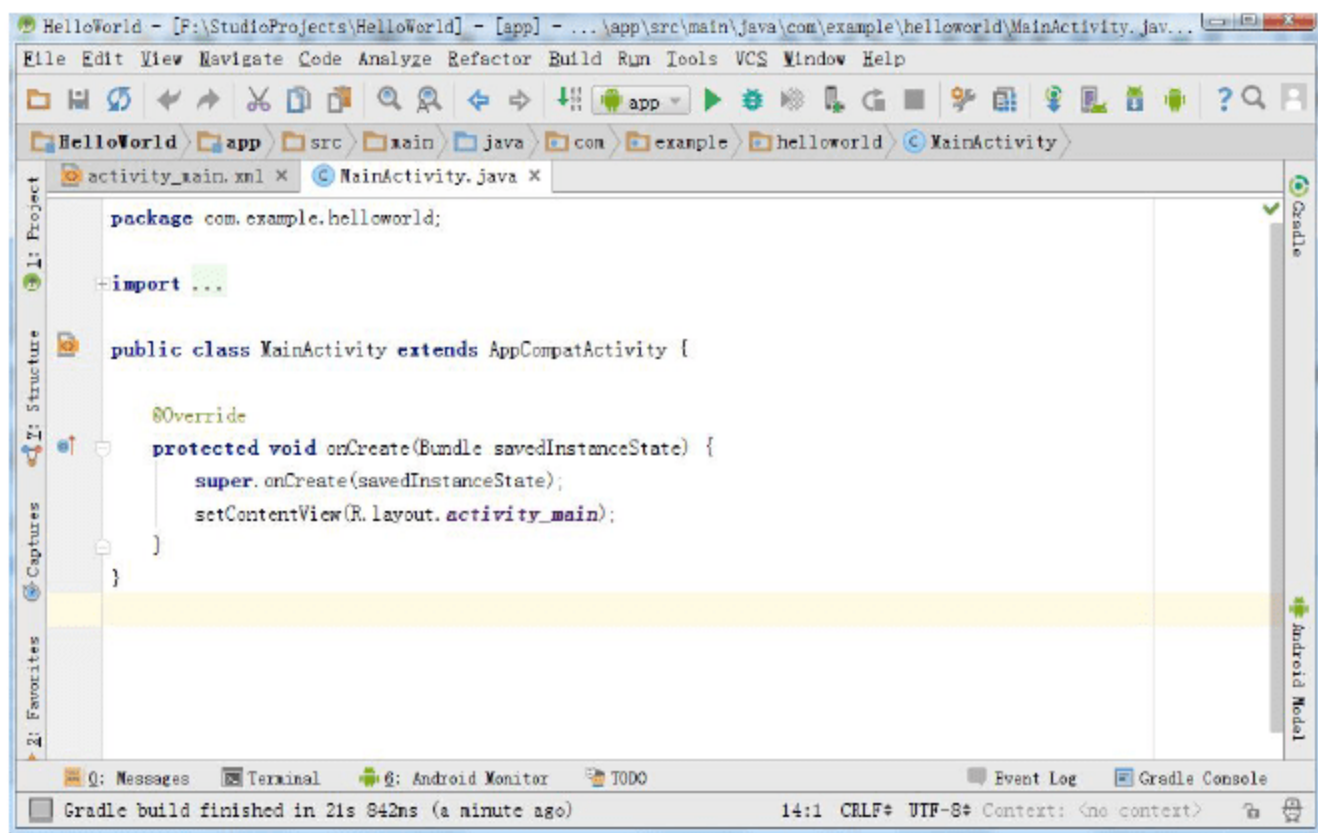 HelloWorld - [F:\StudioProjects\HelloWorld] - [app] - ...\app\src\main\java\com\example\helloworld\MainActivity.jav...
File Edit View Navigate Code Analyze Refactor Build Run Tools VCS Window Help
app
HelloWorld app src main java com example helloworld MainActivity
activity_main.xml MainActivity.java
1: Project
7: Structure
Captures
2: Favorites
package com.example.helloworld;
import ...
public class MainActivity extends AppCompatActivity {
@Override
protected void onCreate(Bundle savedInstanceState) {
super.onCreate(savedInstanceState);
setContentView(R.layout.activity_main);
}
}
Gradle
Android Model
0: Messages Terminal 6: Android Monitor TODO Event Log Gradle Console
Gradle build finished in 21s 842ms (a minute ago) 14:1 CRLF UTF-8 Context: <no context>